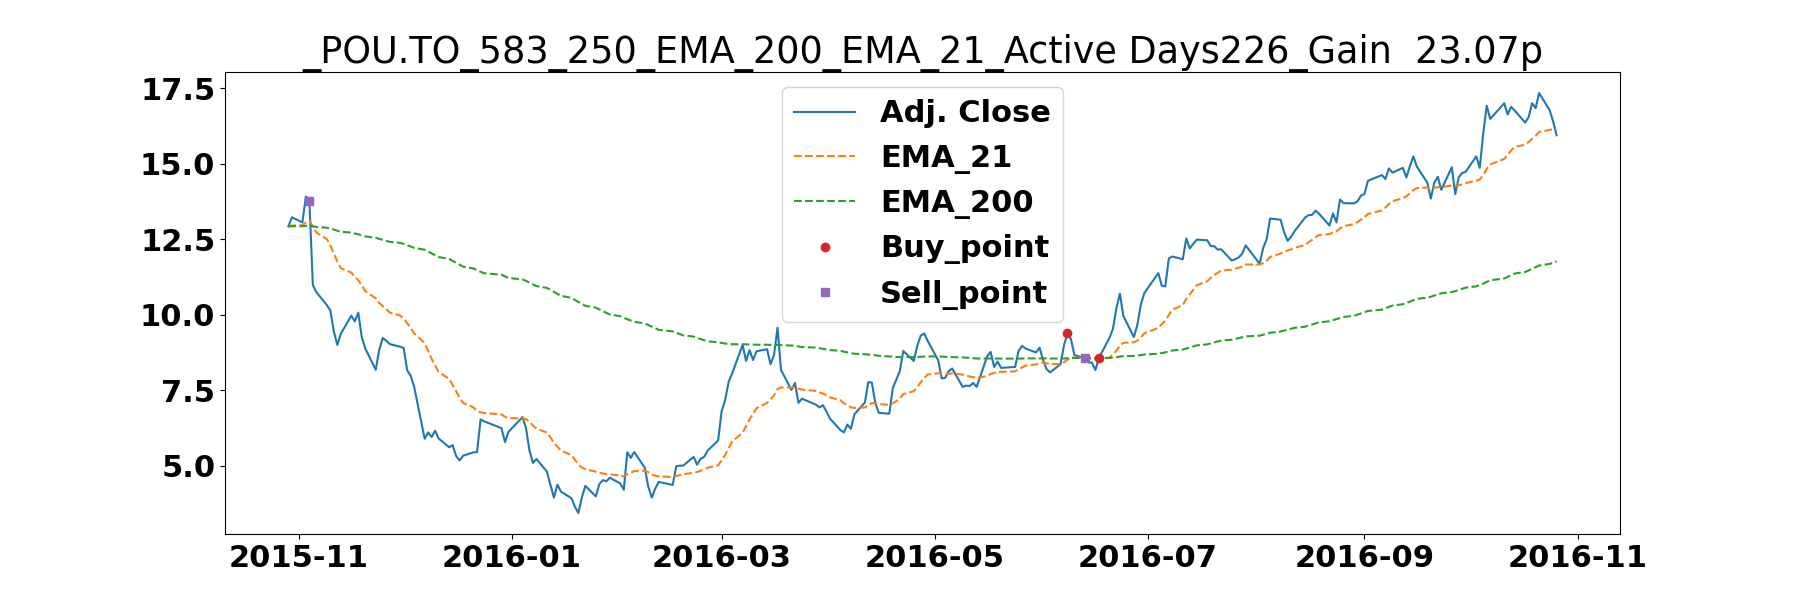 _POU.TO_583_250_EMA_200_EMA_21_Active Days226_Gain  23.07p
17.5
15.0
12.5
10.0
7.5
5.0
Adj. Close
EMA_21
EMA_200
Buy_point
Sell_point
2015-11 2016-01 2016-03 2016-05 2016-07 2016-09 2016-11